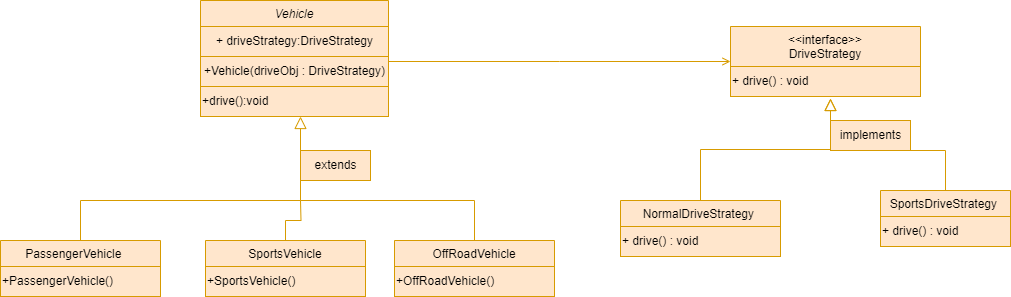 Vehicle
+ driveStrategy:DriveStrategy
+Vehicle(driveObj : DriveStrategy)
+drive():void
<<interface>>
DriveStrategy
+ drive() : void
extends
implements
PassengerVehicle
+PassengerVehicle()
SportsVehicle
+SportsVehicle()
OffRoadVehicle
+OffRoadVehicle()
NormalDriveStrategy
+ drive() : void
SportsDriveStrategy
+ drive() : void